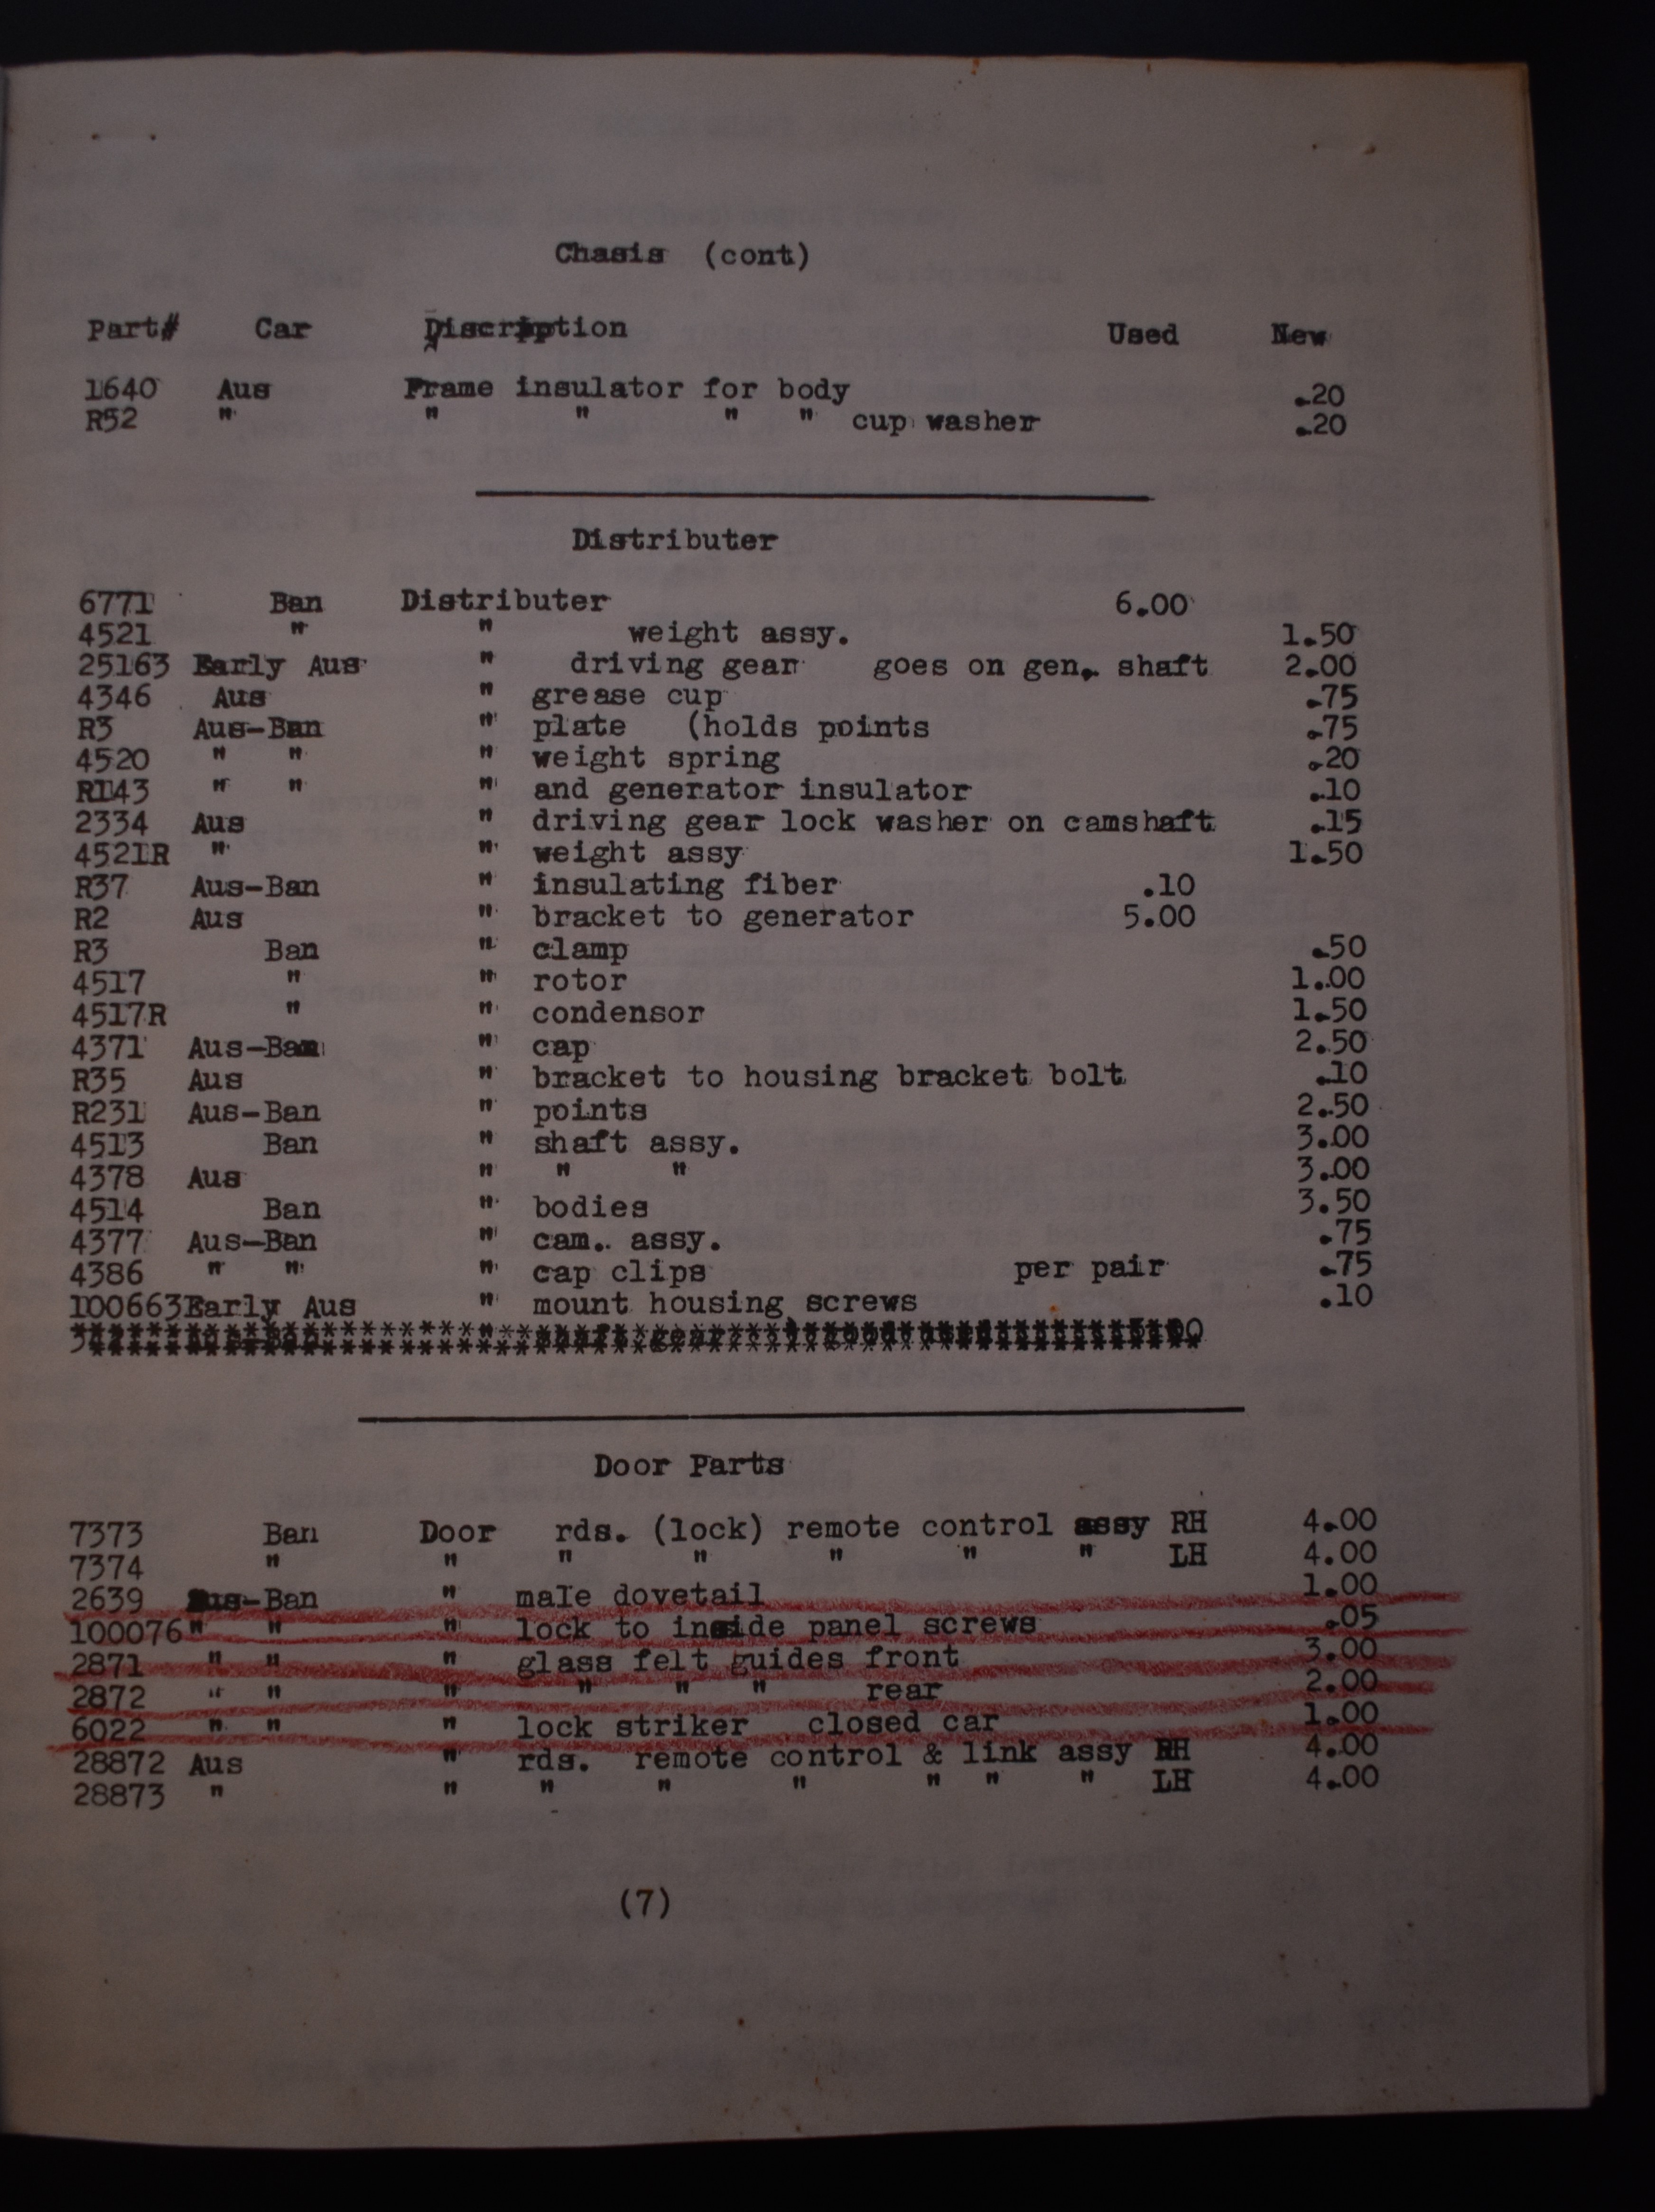 Chasis (cont)
Part# Car Discription Used New
1640 Aus Frame insulator for body .20
R52 " " " " " cup washer .20
Distributer
6771 Ban Distributer 6.00
4521 " " weight assy. 1.50
25163 Early Aus " driving gear goes on gen. shaft 2.00
4346 Aus " grease cup .75
R3 Aus-Ban " plate (holds points .75
4520 " " " weight spring .20
R143 " " " and generator insulator .10
2334 Aus " driving gear lock washer on camshaft .15
4521R " " weight assy 1.50
R37 Aus-Ban " insulating fiber .10
R2 Aus " bracket to generator 5.00
R3 Ban " clamp .50
4517 " " rotor 1.00
4517R " " condensor 1.50
4371 Aus-Ban " cap 2.50
R35 Aus " bracket to housing bracket bolt .10
R231 Aus-Ban " points 2.50
4513 Ban " shaft assy. 3.00
4378 Aus " " " 3.00
4514 Ban " bodies 3.50
4377 Aus-Ban " cam. assy. .75
4386 " " " cap clips per pair .75
100663Early Aus " mount housing screws .10
" shaft gear
Door Parts
7373 Ban Door rds. (lock) remote control assy RH 4.00
7374 " " " " " " " LH 4.00
2639 Aus-Ban " male dovetail 1.00
100076" " " lock to inside panel screws .05
2871 " " " glass felt guides front 3.00
2872 " " " " " " rear 2.00
6022 " " " lock striker closed car 1.00
28872 Aus " rds. remote control & link assy RH 4.00
28873 " " " " " " " " LH 4.00
(7)